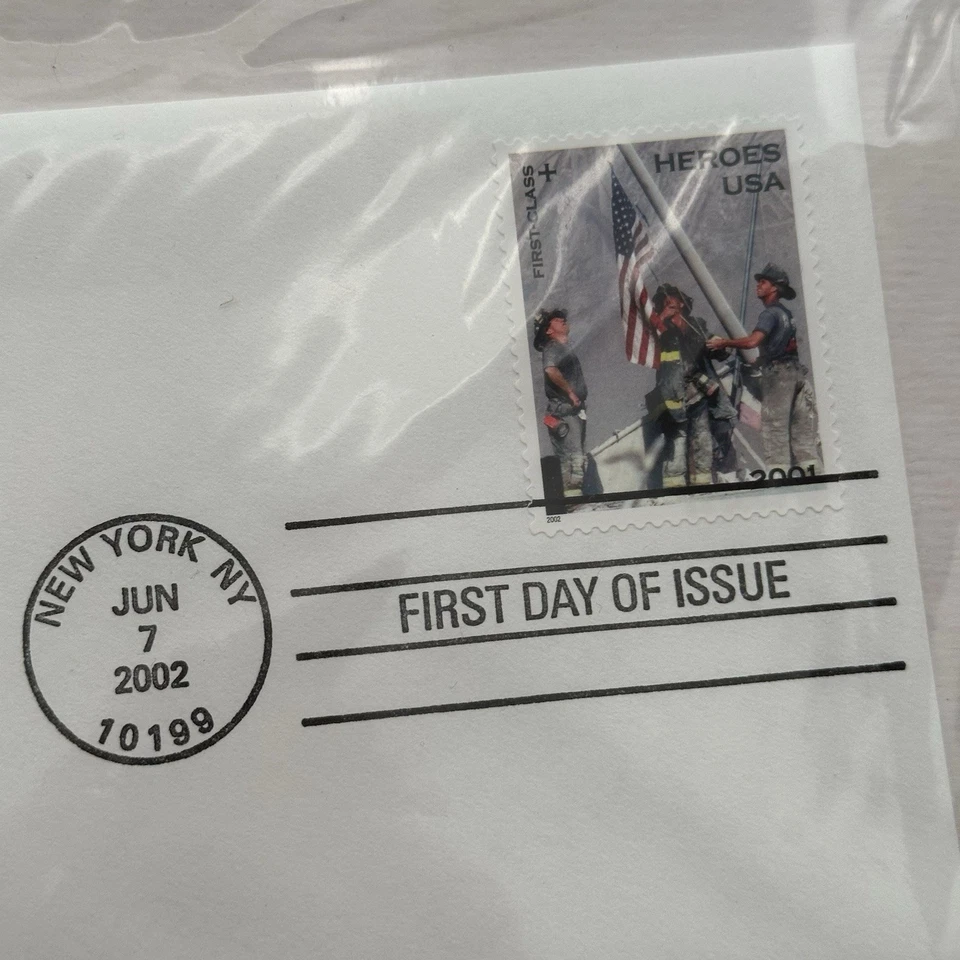 FIRST-CLASS
+
HEROES
USA
2001
2002
NEW YORK NY
JUN
7
2002
10199
FIRST DAY OF ISSUE